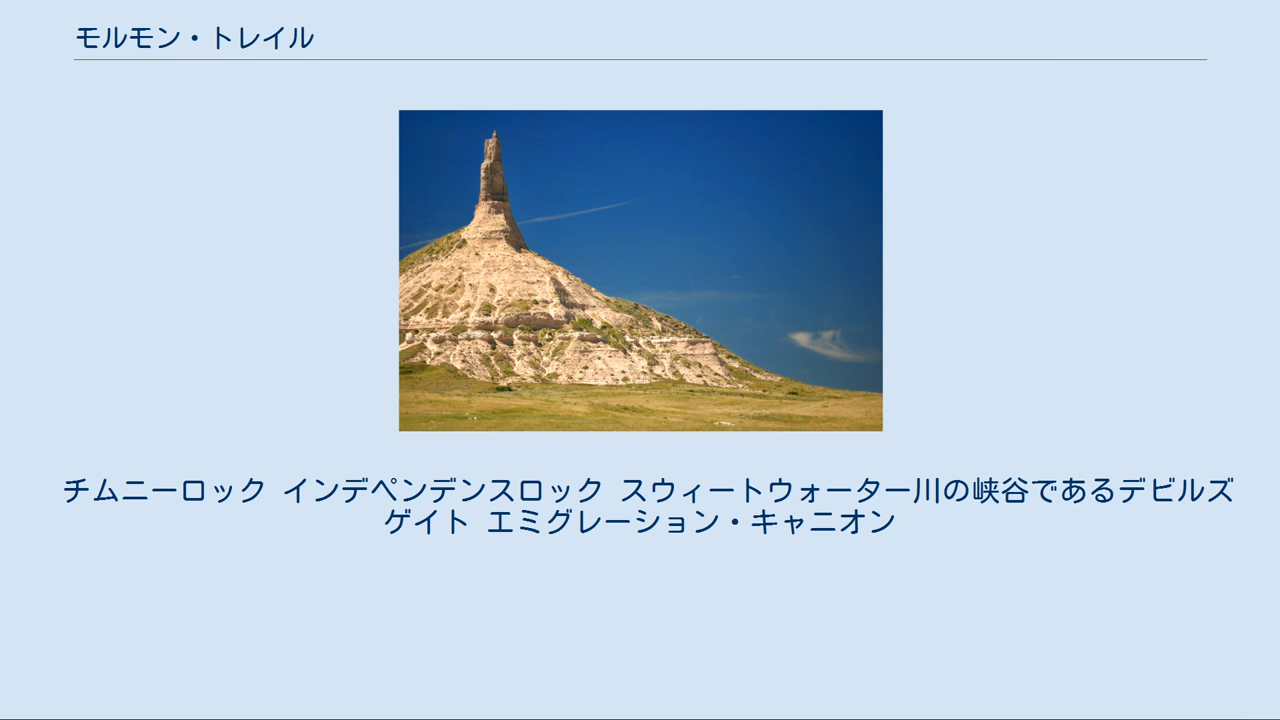 モルモン・トレイル
チムニーロック インデペンデンスロック スウィートウォーター川の峡谷であるデビルズ
ゲイト エミグレーション・キャニオン